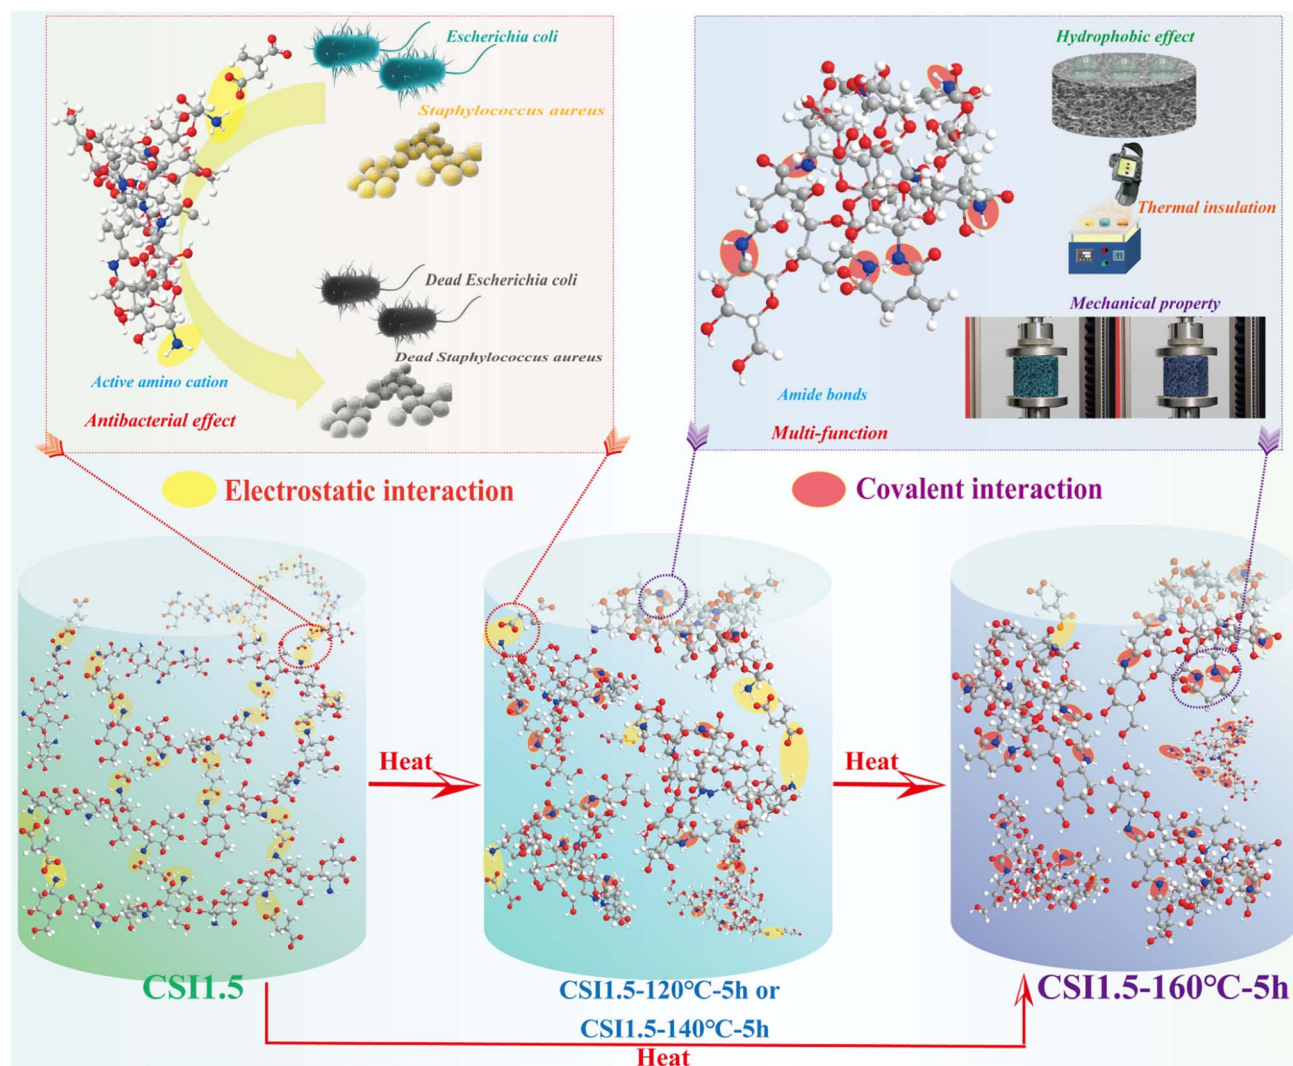 Escherichia coli
Staphylococcus aureus
Dead Escherichia coli
Dead Staphylococcus aureus
Active amino cation
Antibacterial effect
Hydrophobic effect
Thermal insulation
Mechanical property
Amide bonds
Multi-function
Electrostatic interaction
Covalent interaction
Heat
Heat
CSI1.5
CSI1.5-120°C-5h or
CSI1.5-140°C-5h
CSI1.5-160°C-5h
Heat